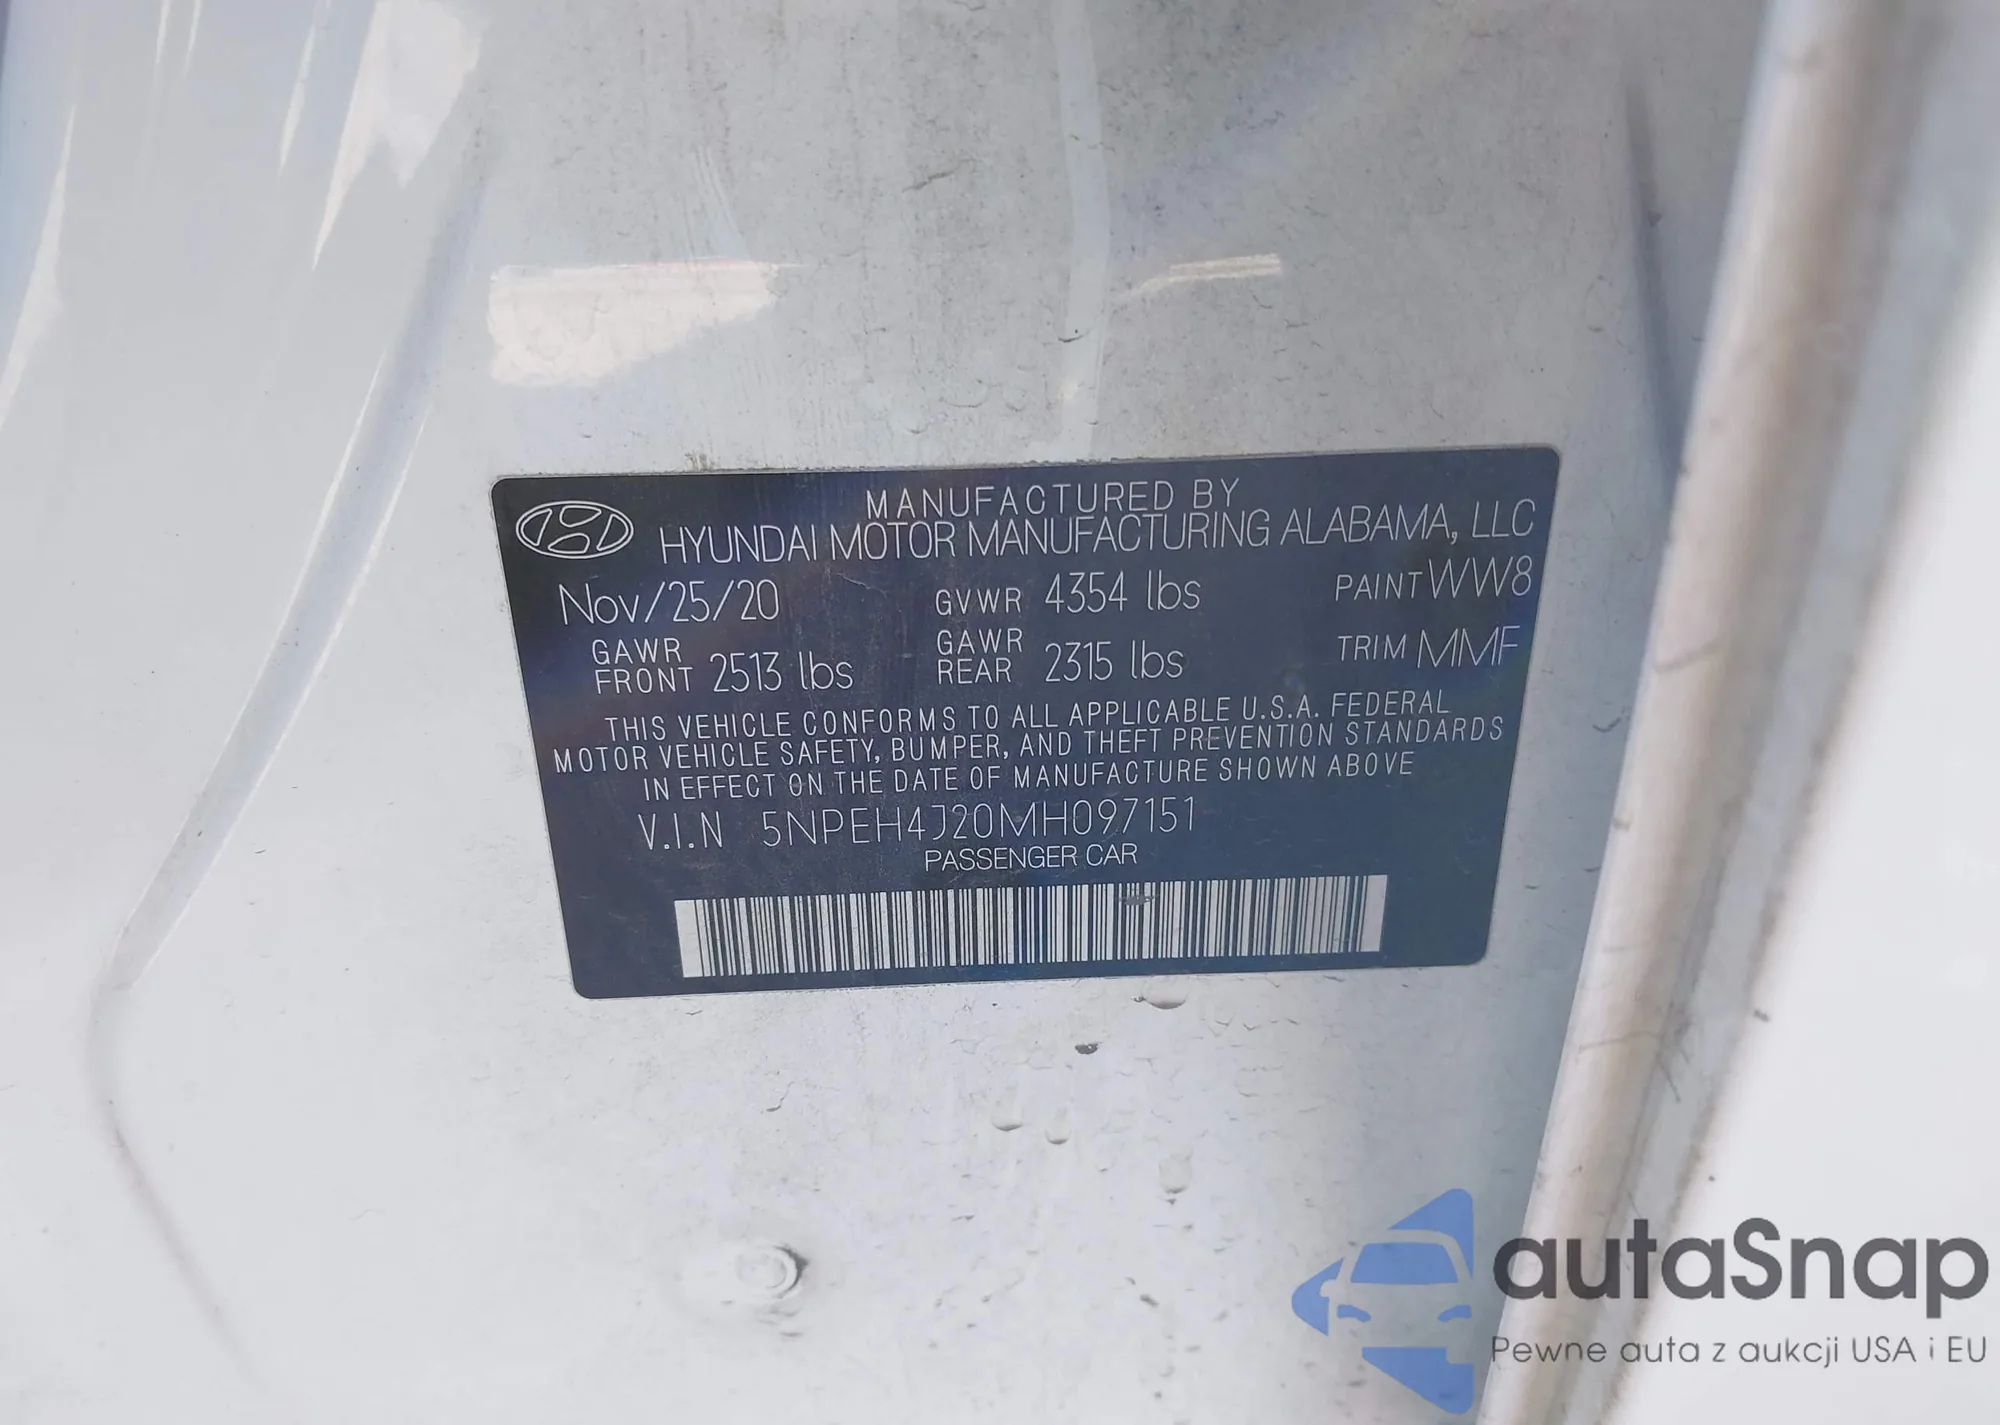 MANUFACTURED BY
HYUNDAI MOTOR MANUFACTURING ALABAMA, LLC
Nov/25/20 GVWR 4354 lbs PAINT WW8
GAWR FRONT 2513 lbs GAWR REAR 2315 lbs TRIM MMF
THIS VEHICLE CONFORMS TO ALL APPLICABLE U.S.A. FEDERAL
MOTOR VEHICLE SAFETY, BUMPER, AND THEFT PREVENTION STANDARDS
IN EFFECT ON THE DATE OF MANUFACTURE SHOWN ABOVE
V.I.N 5NPEH4J20MH097151
PASSENGER CAR
autaSnap
Pewne auta z aukcji USA i EU